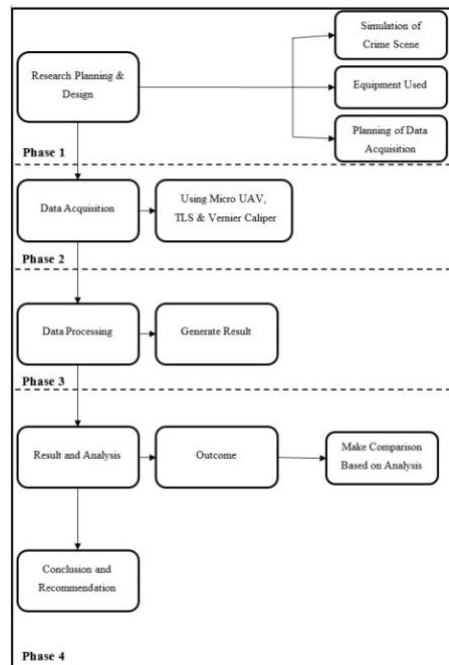 Simulation of
Crime Scene
Research Planning &
Design
Equipment Used
Planning of Data
Acquisition
Phase 1
Data Acquisition
Using Micro UAV,
TLS & Vernier Caliper
Phase 2
Data Processing
Generate Result
Phase 3
Result and Analysis
Outcome
Make Comparison
Based on Analysis
Conclusion and
Recommendation
Phase 4